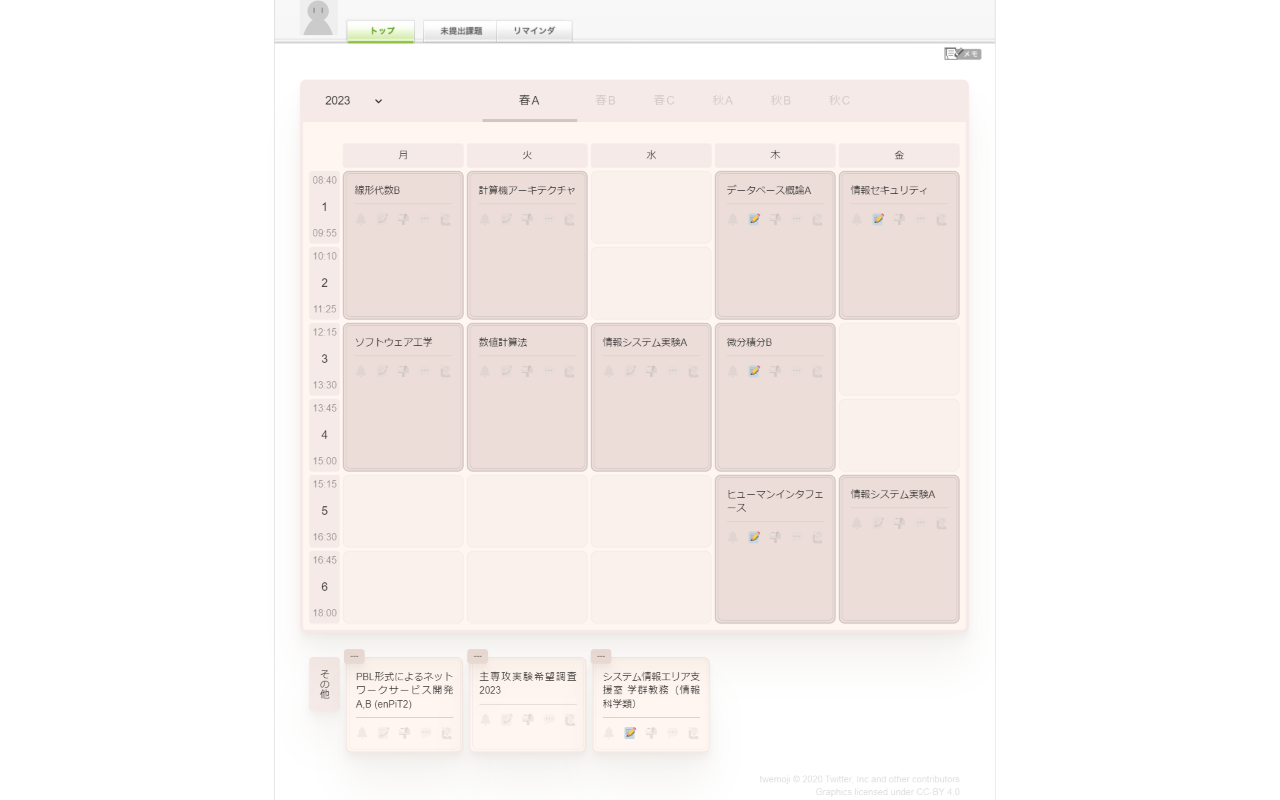 トップ
未提出課題
リマインダ
メモ
2023
春A
春B
春C
秋A
秋B
秋C
月
火
水
木
金
08:40
1
09:55
線形代数B
計算機アーキテクチャ
データベース概論A
情報セキュリティ
10:10
2
11:25
12:15
3
13:30
ソフトウェア工学
数値計算法
情報システム実験A
微分積分B
13:45
4
15:00
15:15
5
16:30
ヒューマンインタフェ
ース
情報システム実験A
16:45
6
18:00
その他
PBL形式によるネット
ワークサービス開発
A,B (enPiT2)
主専攻実験希望調査
2023
システム情報エリア支
援室 学群教務（情報
科学類）
twemoji © 2020 Twitter, Inc and other contributors
Graphics licensed under CC-BY 4.0